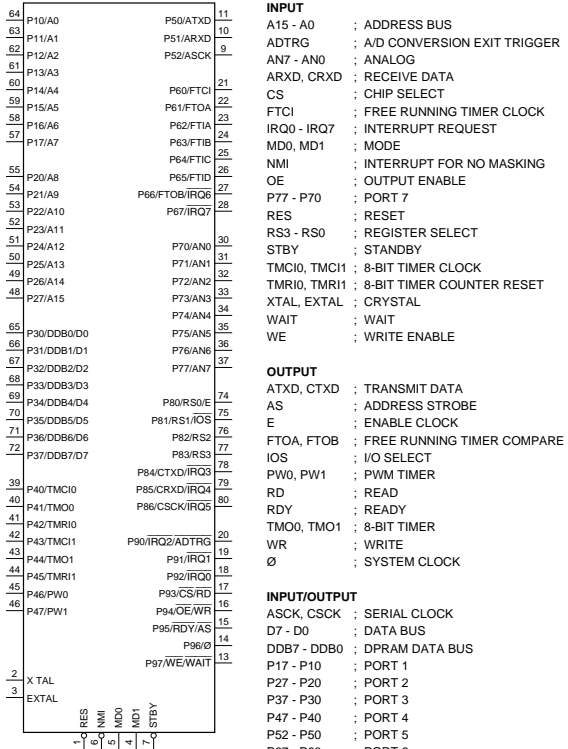 64 P10/A0 P50/ATXD 11
63 P11/A1 P51/ARXD 10
62 P12/A2 P52/ASCK 9
61 P13/A3
60 P14/A4 P60/FTCI 21
59 P15/A5 P61/FTOA 22
58 P16/A6 P62/FTIA 23
57 P17/A7 P63/FTIB 24
P64/FTIC 25
55 P20/A8 P65/FTID 26
54 P21/A9 P66/FTOB/IRQ6 27
53 P22/A10 P67/IRQ7 28
52 P23/A11
51 P24/A12 P70/AN0 30
50 P25/A13 P71/AN1 31
49 P26/A14 P72/AN2 32
48 P27/A15 P73/AN3 33
P74/AN4 34
65 P30/DDB0/D0 P75/AN5 35
66 P31/DDB1/D1 P76/AN6 36
67 P32/DDB2/D2 P77/AN7 37
68 P33/DDB3/D3
69 P34/DDB4/D4 P80/RS0/E 74
70 P35/DDB5/D5 P81/RS1/IOS 75
71 P36/DDB6/D6 P82/RS2 76
72 P37/DDB7/D7 P83/RS3 77
P84/CTXD/IRQ3 78
39 P40/TMCI0 P85/CRXD/IRQ4 79
40 P41/TMO0 P86/CSCK/IRQ5 80
41 P42/TMRI0
42 P43/TMCI1 P90/IRQ2/ADTRG 20
43 P44/TMO1 P91/IRQ1 19
44 P45/TMRI1 P92/IRQ0 18
45 P46/PW0 P93/CS/RD 17
46 P47/PW1 P94/OE/WR 16
P95/RDY/AS 15
P96/Ø 14
P97/WE/WAIT 13
2 X TAL
3 EXTAL
RES NMI MD0 MD1 STBY
1 6 5 4 7
INPUT
A15 - A0 ; ADDRESS BUS
ADTRG ; A/D CONVERSION EXIT TRIGGER
AN7 - AN0 ; ANALOG
ARXD, CRXD ; RECEIVE DATA
CS ; CHIP SELECT
FTCI ; FREE RUNNING TIMER CLOCK
IRQ0 - IRQ7 ; INTERRUPT REQUEST
MD0, MD1 ; MODE
NMI ; INTERRUPT FOR NO MASKING
OE ; OUTPUT ENABLE
P77 - P70 ; PORT 7
RES ; RESET
RS3 - RS0 ; REGISTER SELECT
STBY ; STANDBY
TMCI0, TMCI1 ; 8-BIT TIMER CLOCK
TMRI0, TMRI1 ; 8-BIT TIMER COUNTER RESET
XTAL, EXTAL ; CRYSTAL
WAIT ; WAIT
WE ; WRITE ENABLE
OUTPUT
ATXD, CTXD ; TRANSMIT DATA
AS ; ADDRESS STROBE
E ; ENABLE CLOCK
FTOA, FTOB ; FREE RUNNING TIMER COMPARE
IOS ; I/O SELECT
PW0, PW1 ; PWM TIMER
RD ; READ
RDY ; READY
TMO0, TMO1 ; 8-BIT TIMER
WR ; WRITE
Ø ; SYSTEM CLOCK
INPUT/OUTPUT
ASCK, CSCK ; SERIAL CLOCK
D7 - D0 ; DATA BUS
DDB7 - DDB0 ; DPRAM DATA BUS
P17 - P10 ; PORT 1
P27 - P20 ; PORT 2
P37 - P30 ; PORT 3
P47 - P40 ; PORT 4
P52 - P50 ; PORT 5